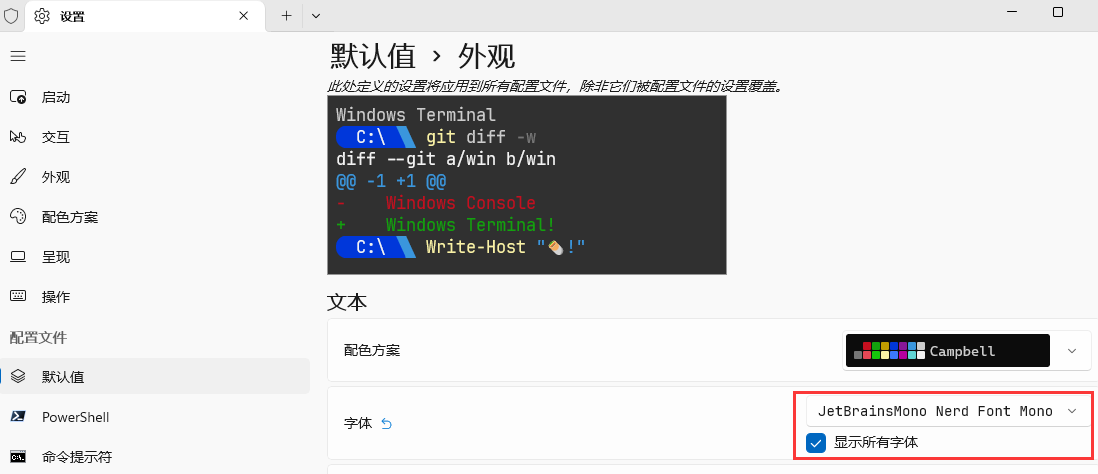 设置
默认值 › 外观
此处定义的设置将应用到所有配置文件，除非它们被配置文件的设置覆盖。
启动
交互
外观
配色方案
呈现
操作
配置文件
默认值
PowerShell
命令提示符
Windows Terminal
C:\ git diff -w
diff --git a/win b/win
@@ -1 +1 @@
- Windows Console
+ Windows Terminal!
C:\ Write-Host "🌯!"
文本
配色方案
Campbell
字体
JetBrainsMono Nerd Font Mono
显示所有字体